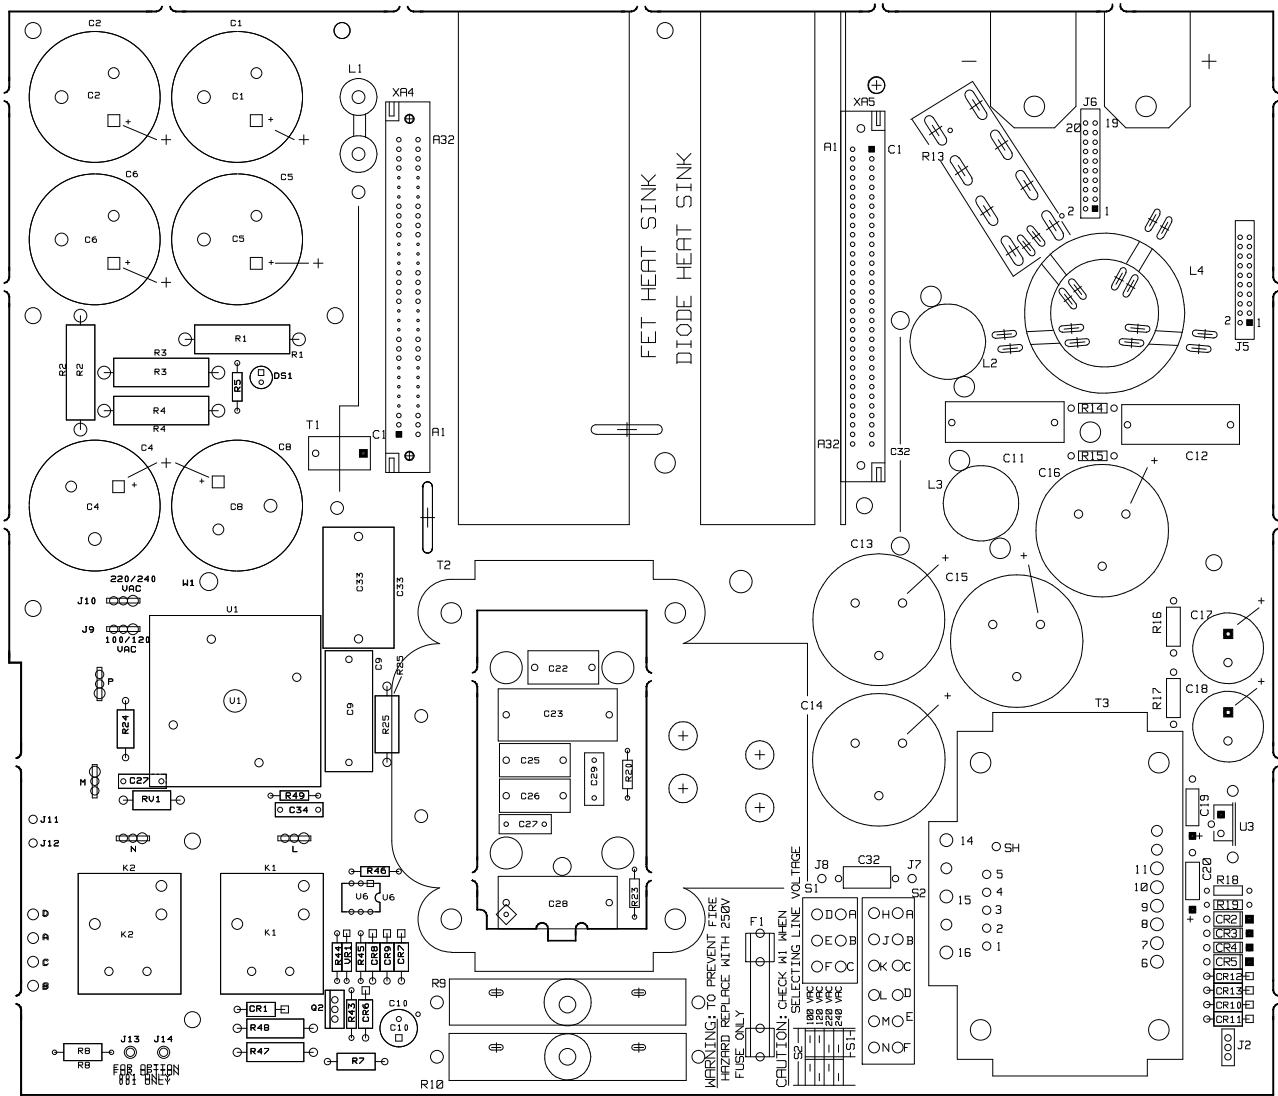 C2
C1
C2
C1
+
+
+
+
L1
XA4
A32
C6
C5
C6
C5
+
+
+
+
FET HEAT SINK
DIODE HEAT SINK
XA5
A1
C1
R13
-
+
J6
20
19
2
1
L4
2
1
J5
R1
R1
R2
R2
R3
R3
R4
R4
R5
DS1
L2
T1
C1
A1
A32
C32
R14
R15
C11
C12
C4
C8
+
+
+
C4
C8
L3
C16
+
220/240
VAC
W1
J10
J9
100/120
VAC
U1
C33
C33
T2
C13
+
C15
+
R16
C17
+
P
R24
U1
C9
C9
R25
R25
C22
C23
C25
C26
C27
C29
R20
C14
+
T3
R17
C18
+
M
C27
RV1
R49
C34
J11
J12
N
L
C19
+
U3
K2
K1
R46
U6
U6
C28
R23
J8
C32
J7
S1
S2
14
SH
15
16
5
4
3
2
1
11
10
9
8
7
6
C20
+
R18
R19
CR2
CR3
CR4
CR5
CR12
CR13
CR10
CR11
J2
D
A
C
B
K2
K1
R44
VR1
R45
CR8
CR9
CR7
D A
E B
F C
H A
J B
K C
L D
M E
N F
F1
WARNING: TO PREVENT FIRE
HAZARD REPLACE WITH 250V
FUSE ONLY
CAUTION: CHECK W1 WHEN
SELECTING LINE VOLTAGE
100 VAC
120 VAC
220 VAC
240 VAC
S2
S1
CR1
Q2
R43
CR6
C10
C10
R48
R47
R7
R9
R10
R8
R8
J13
J14
FOR OPTION
001 ONLY